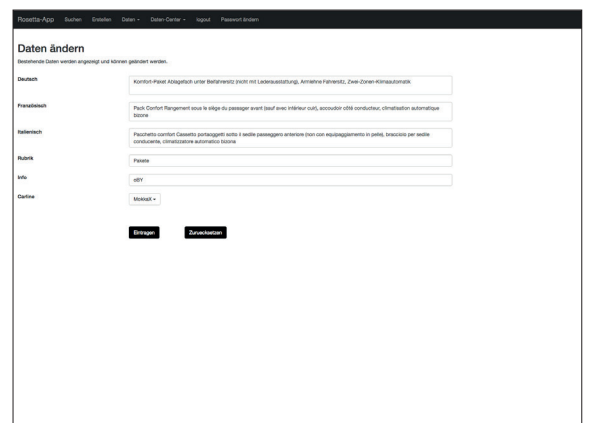 Rosetta-App Suchen Erstellen Daten Daten-Center logout Passwort ändern
Daten ändern
Bestehende Daten werden angezeigt und können geändert werden.
Deutsch
Komfort-Paket Ablagetisch unter Beifahrersitz (nicht mit Lederausstattung), Armlehne Fahrersitz, Zwei-Zonen-Klimaautomatik
Französisch
Pack Confort Rangement sous le siège du passager avant (sauf avec intérieur cuir), accoudoir côté conducteur, climatisation automatique
bizone
Italienisch
Pacchetto comfort Cassetto portaoggetti sotto il sedile passeggero anteriore (non con equipaggiamento in pelle), bracciolo per sedile
conducente, climatizzatore automatico bizona
Rubrik
Pakete
Info
Carline
MokkaX
Eintragen Zuruecksetzen